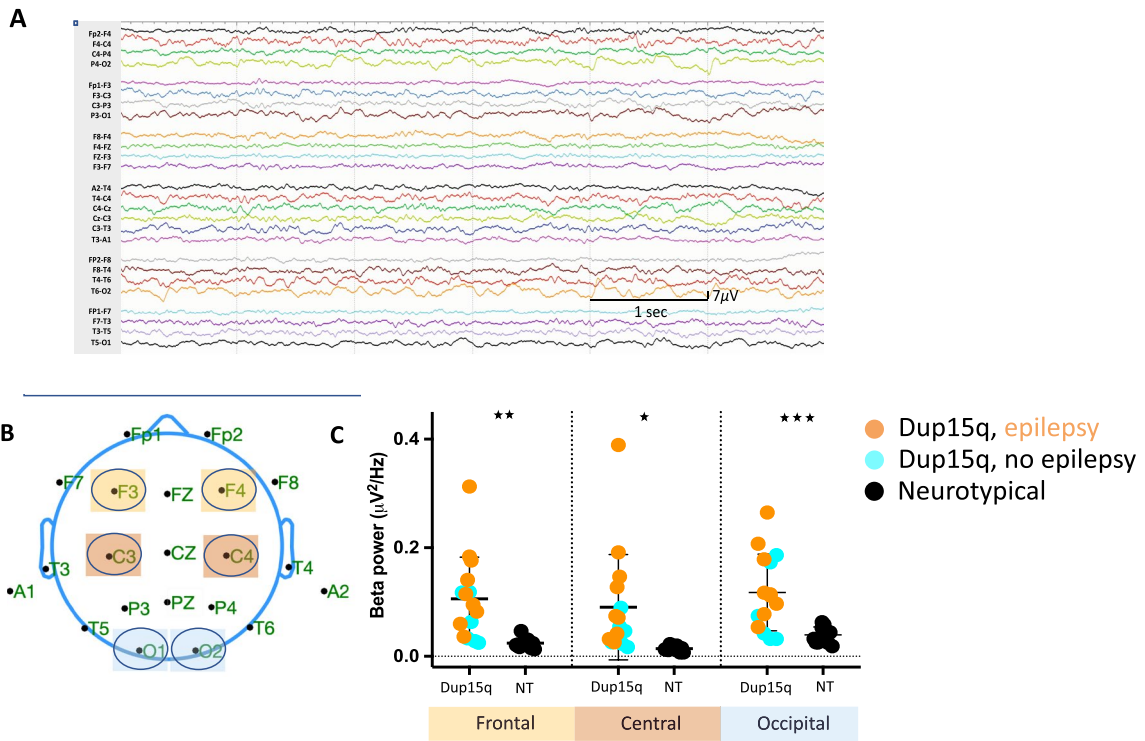 A
Fp2-F4
F4-C4
C4-P4
P4-O2
Fp1-F3
F3-C3
C3-P3
P3-O1
F8-F4
F4-FZ
FZ-F3
F3-F7
A2-T4
T4-C4
C4-Cz
Cz-C3
C3-T3
T3-A1
FP2-F8
F8-T4
T4-T6
T6-O2
FP1-F7
F7-T3
T3-T5
T5-O1
7μV
1 sec
B
Fp1 Fp2
F7 F3 FZ F4 F8
T3 C3 CZ C4 T4
A1 A2
P3 PZ P4
T5 T6
O1 O2
C
★★ ★ ★★★
Beta power (μV²/Hz)
0.4
0.2
0.0
Dup15q NT Dup15q NT Dup15q NT
Frontal Central Occipital
Dup15q, epilepsy
Dup15q, no epilepsy
Neurotypical